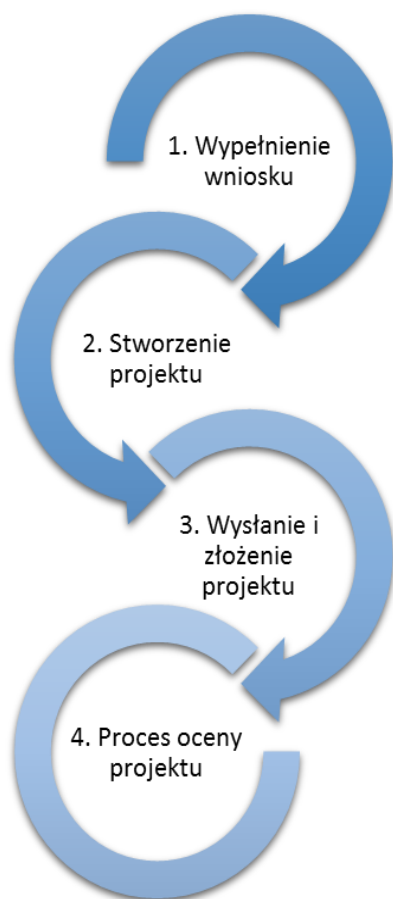 1. Wypełnienie
wniosku
2. Stworzenie
projektu
3. Wysłanie i
złożenie
projektu
4. Proces oceny
projektu